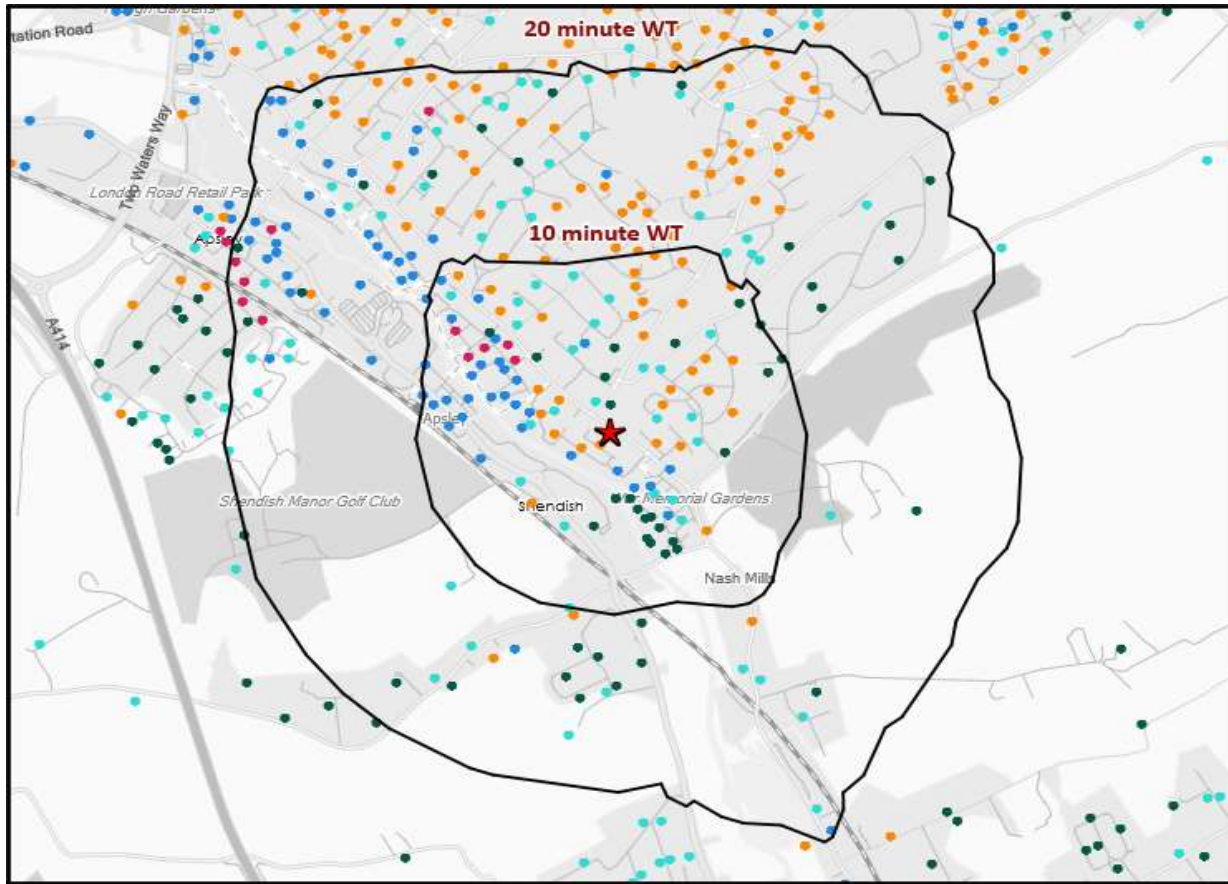 Gardens
tation Road
20 minute WT
Two Waters Way
London Road Retail Park
10 minute WT
Apsley
A414
Apsley
Shendish Manor Golf Club
Shendish
Memorial Gardens
Nash Mills